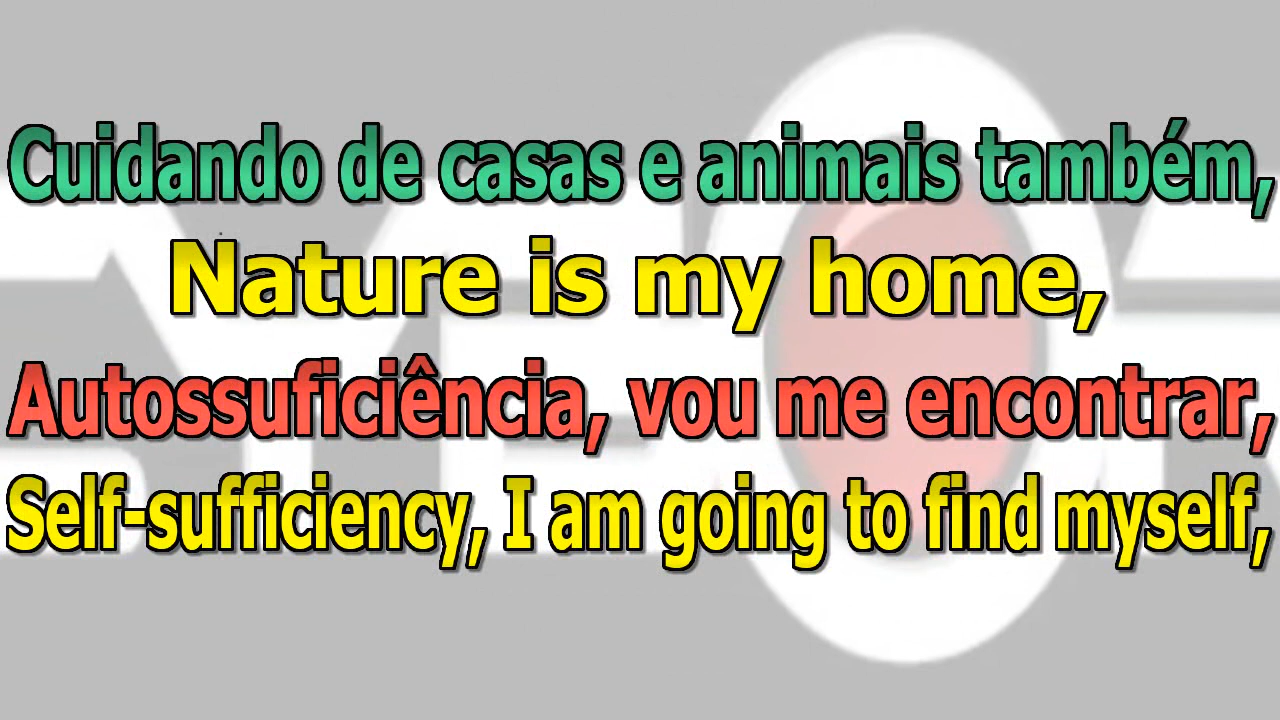 Cuidando de casas e animais também,
Nature is my home,
Autossuficiência, vou me encontrar,
Self-sufficiency, I am going to find myself,